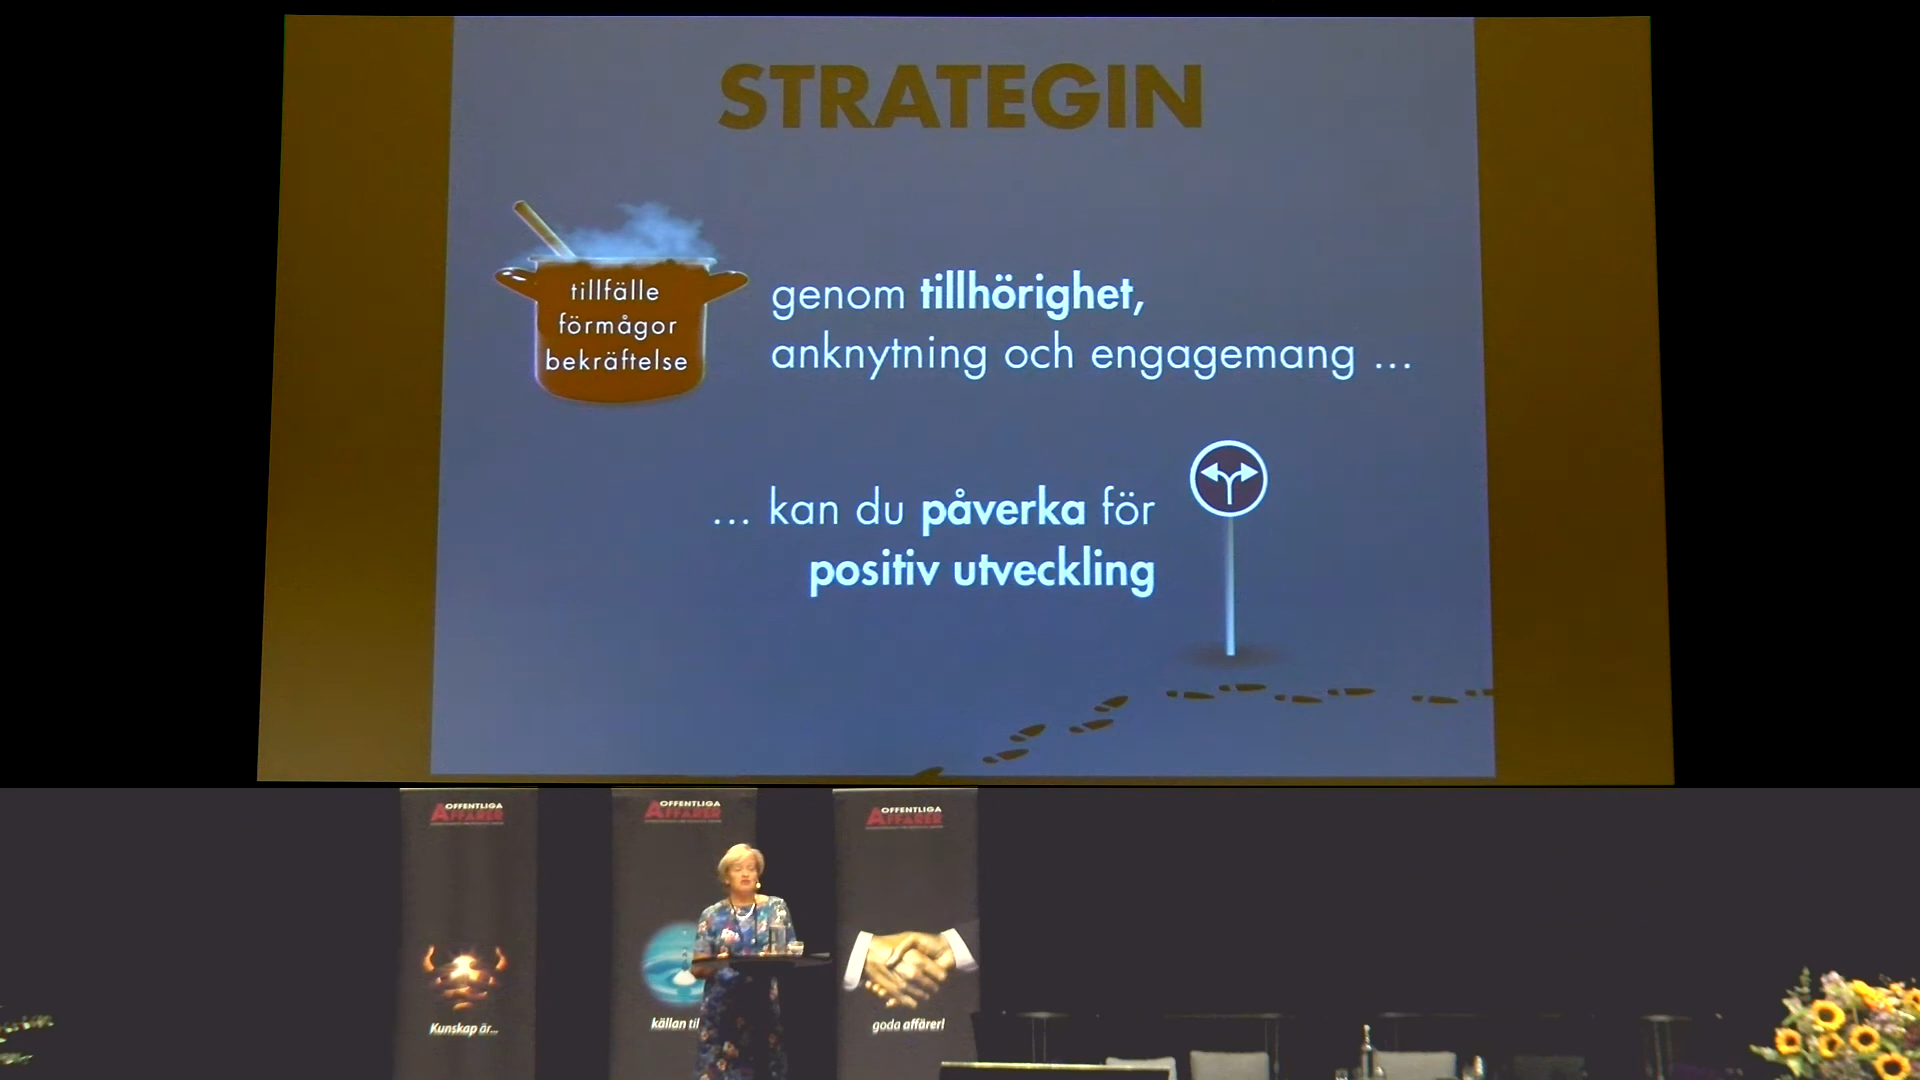 STRATEGIN
tillfälle
förmågor
bekräftelse
genom tillhörighet,
anknytning och engagemang ...
... kan du påverka för
positiv utveckling
OFFENTLIGA
AFFÄRER
OFFENTLIGA
AFFÄRER
OFFENTLIGA
AFFÄRER
Kunskap är...
källan til
goda affärer!